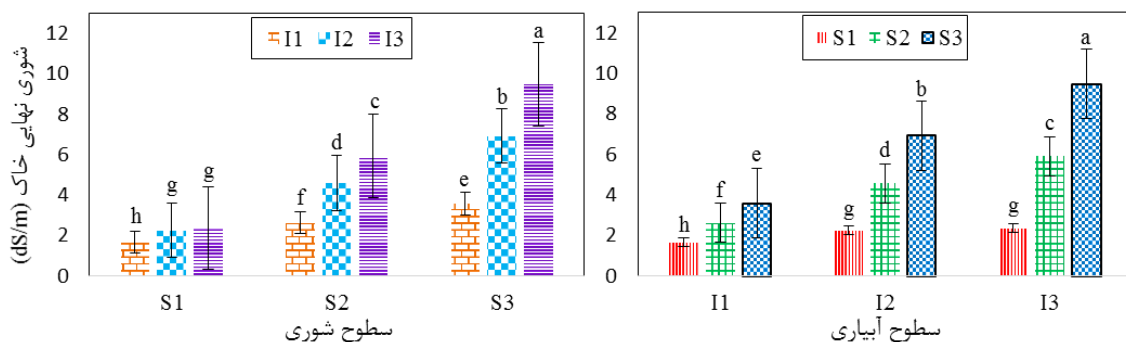 شوری نهایی خاک (dS/m)
12
10
8
6
4
2
0
I1 I2 I3
h g g
f d c
e b a
S1 S2 S3
سطوح شوری
12
10
8
6
4
2
0
S1 S2 S3
h f e
g d b
g c a
I1 I2 I3
سطوح آبیاری